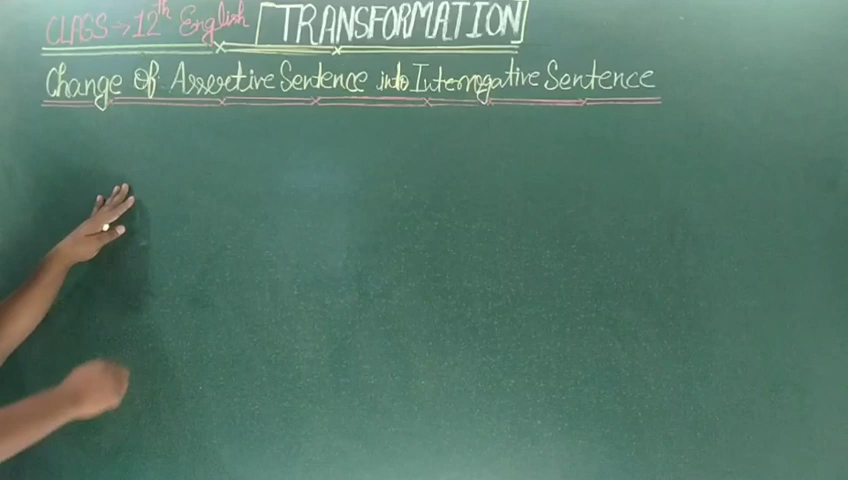 CLASS → 12th English TRANSFORMATION
Change Of Assertive Sentence into Interrogative Sentence